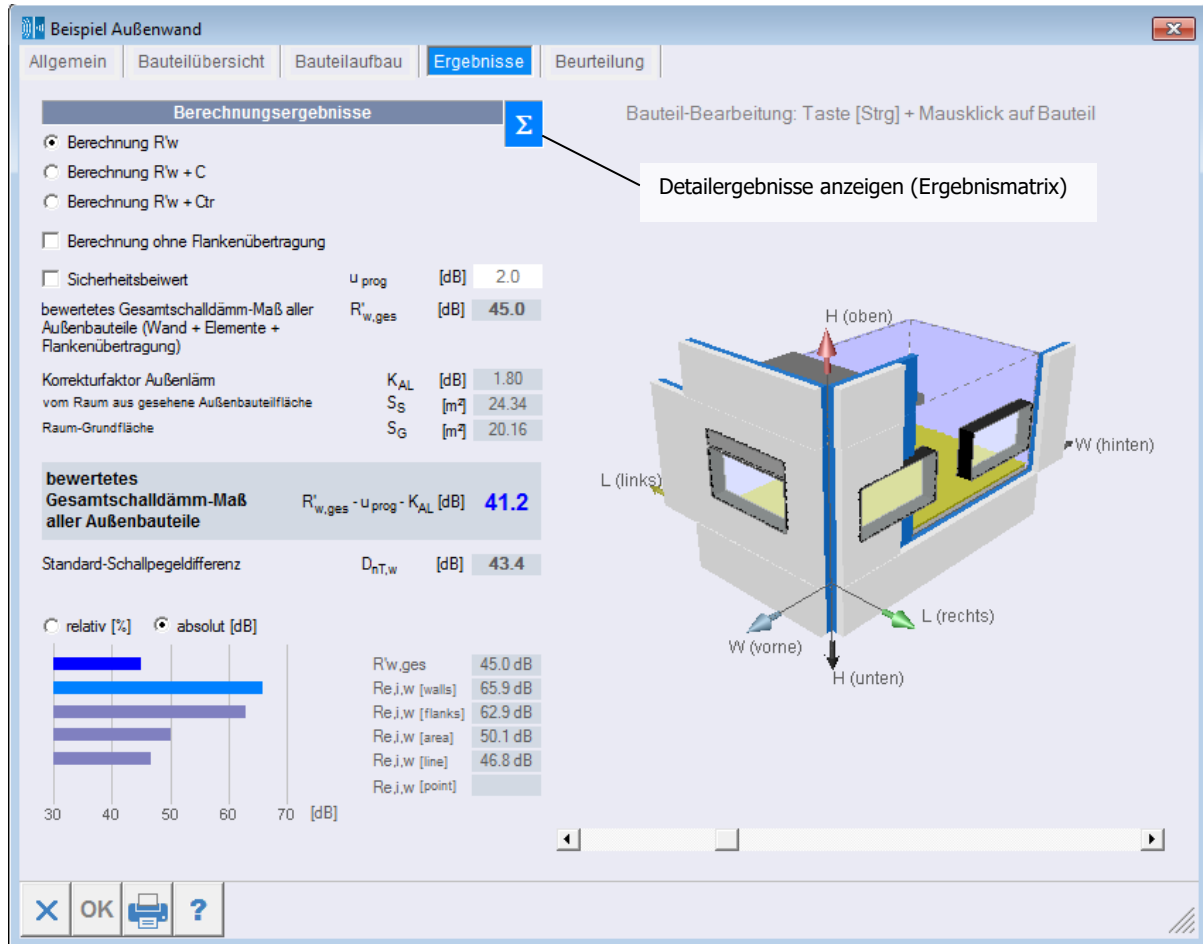 Beispiel Außenwand
Allgemein Bauteilübersicht Bauteilaufbau Ergebnisse Beurteilung
Berechnungsergebnisse
Σ
Bauteil-Bearbeitung: Taste [Strg] + Mausklick auf Bauteil
Berechnung R'w
Berechnung R'w + C
Berechnung R'w + Ctr
Detailergebnisse anzeigen (Ergebnismatrix)
Berechnung ohne Flankenübertragung
Sicherheitsbeiwert u prog [dB] 2.0
bewertetes Gesamtschalldämm-Maß aller R'w,ges [dB] 45.0
Außenbauteile (Wand + Elemente +
Flankenübertragung)
Korrekturfaktor Außenlärm KAL [dB] 1.80
vom Raum aus gesehene Außenbauteilfläche SS [m²] 24.34
Raum-Grundfläche SG [m²] 20.16
bewertetes
Gesamtschalldämm-Maß R'w,ges - uprog - KAL [dB] 41.2
aller Außenbauteile
Standard-Schallpegeldifferenz DnT,w [dB] 43.4
relativ [%] absolut [dB]
R'w,ges 45.0 dB
Re,i,w [walls] 65.9 dB
Re,i,w [flanks] 62.9 dB
Re,i,w [area] 50.1 dB
Re,i,w [line] 46.8 dB
Re,i,w [point]
30 40 50 60 70 [dB]
H (oben)
W (hinten)
L (links)
L (rechts)
W (vorne)
H (unten)
OK
?